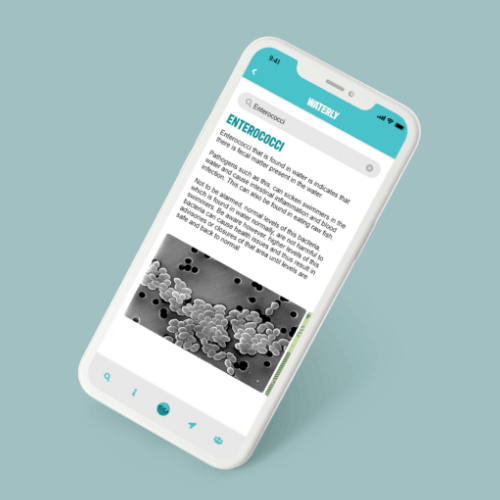 9:41
WATERLY
Enterococci
ENTEROCOCCI
Enterococci that is found in water is indicates that
there is fecal matter present in the water.
Pathogens such as this, can sicken swimmers in the
water and cause intestinal inflammation and blood
infection. This can also be found in eating raw fish
Not to be alarmed, normal levels of this bacteria
which is found in water normally, are not harmful to
swimmers. Be aware however, higher levels of this
bacteria can cause health issues and thus result in
advisories or closures of that area until levels are
safe and back to normal.